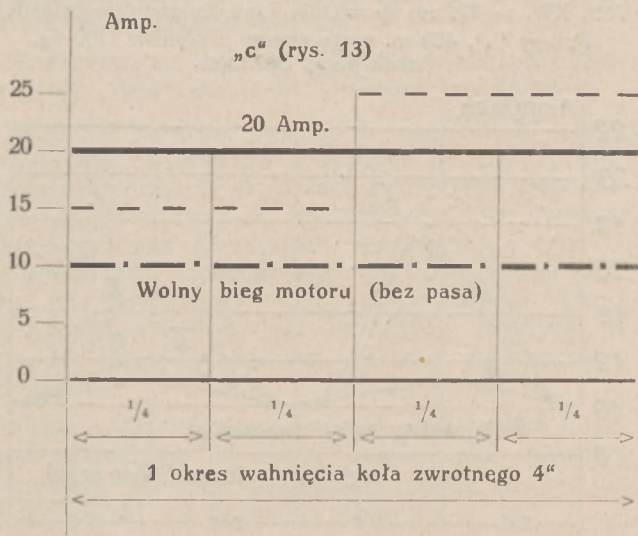 Amp.
„c“ (rys. 13)
25
20 Amp.
20
15
10
Wolny bieg motoru (bez pasa)
5
0
1/4 1/4 1/4 1/4
1 okres wahnięcia koła zwrotnego 4“